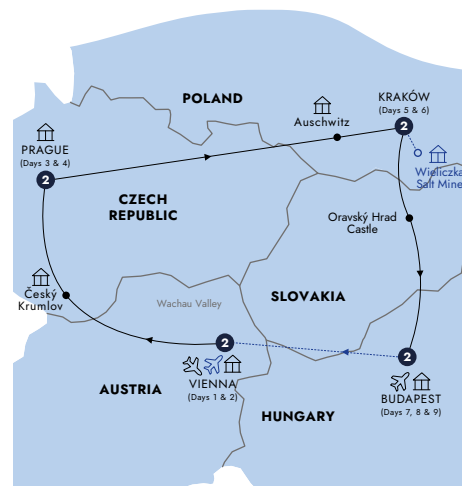 POLAND
KRAKÓW
(Days 5 & 6)
2
Auschwitz
PRAGUE
(Days 3 & 4)
2
Wieliczka
Salt Mine
CZECH
REPUBLIC
Oravský Hrad
Castle
Český
Krumlov
Wachau Valley
SLOVAKIA
2
VIENNA
(Days 1 & 2)
2
BUDAPEST
(Days 7, 8 & 9)
AUSTRIA
HUNGARY